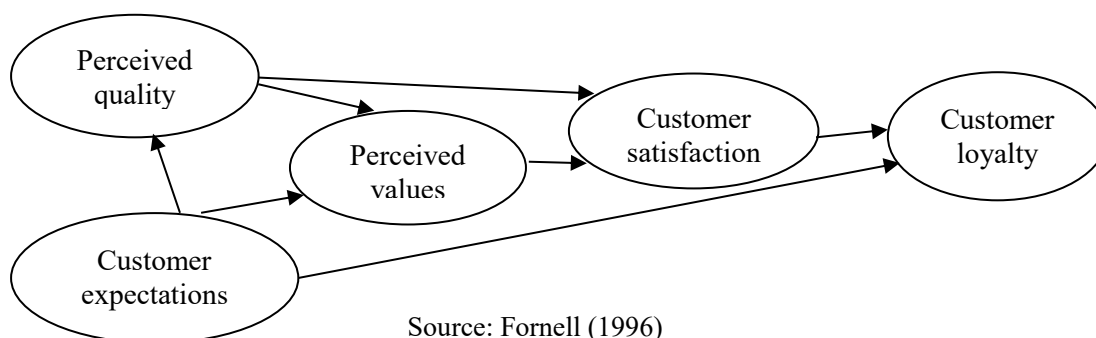 Perceived
quality
Perceived
values
Customer
satisfaction
Customer
loyalty
Customer
expectations
Source: Fornell (1996)